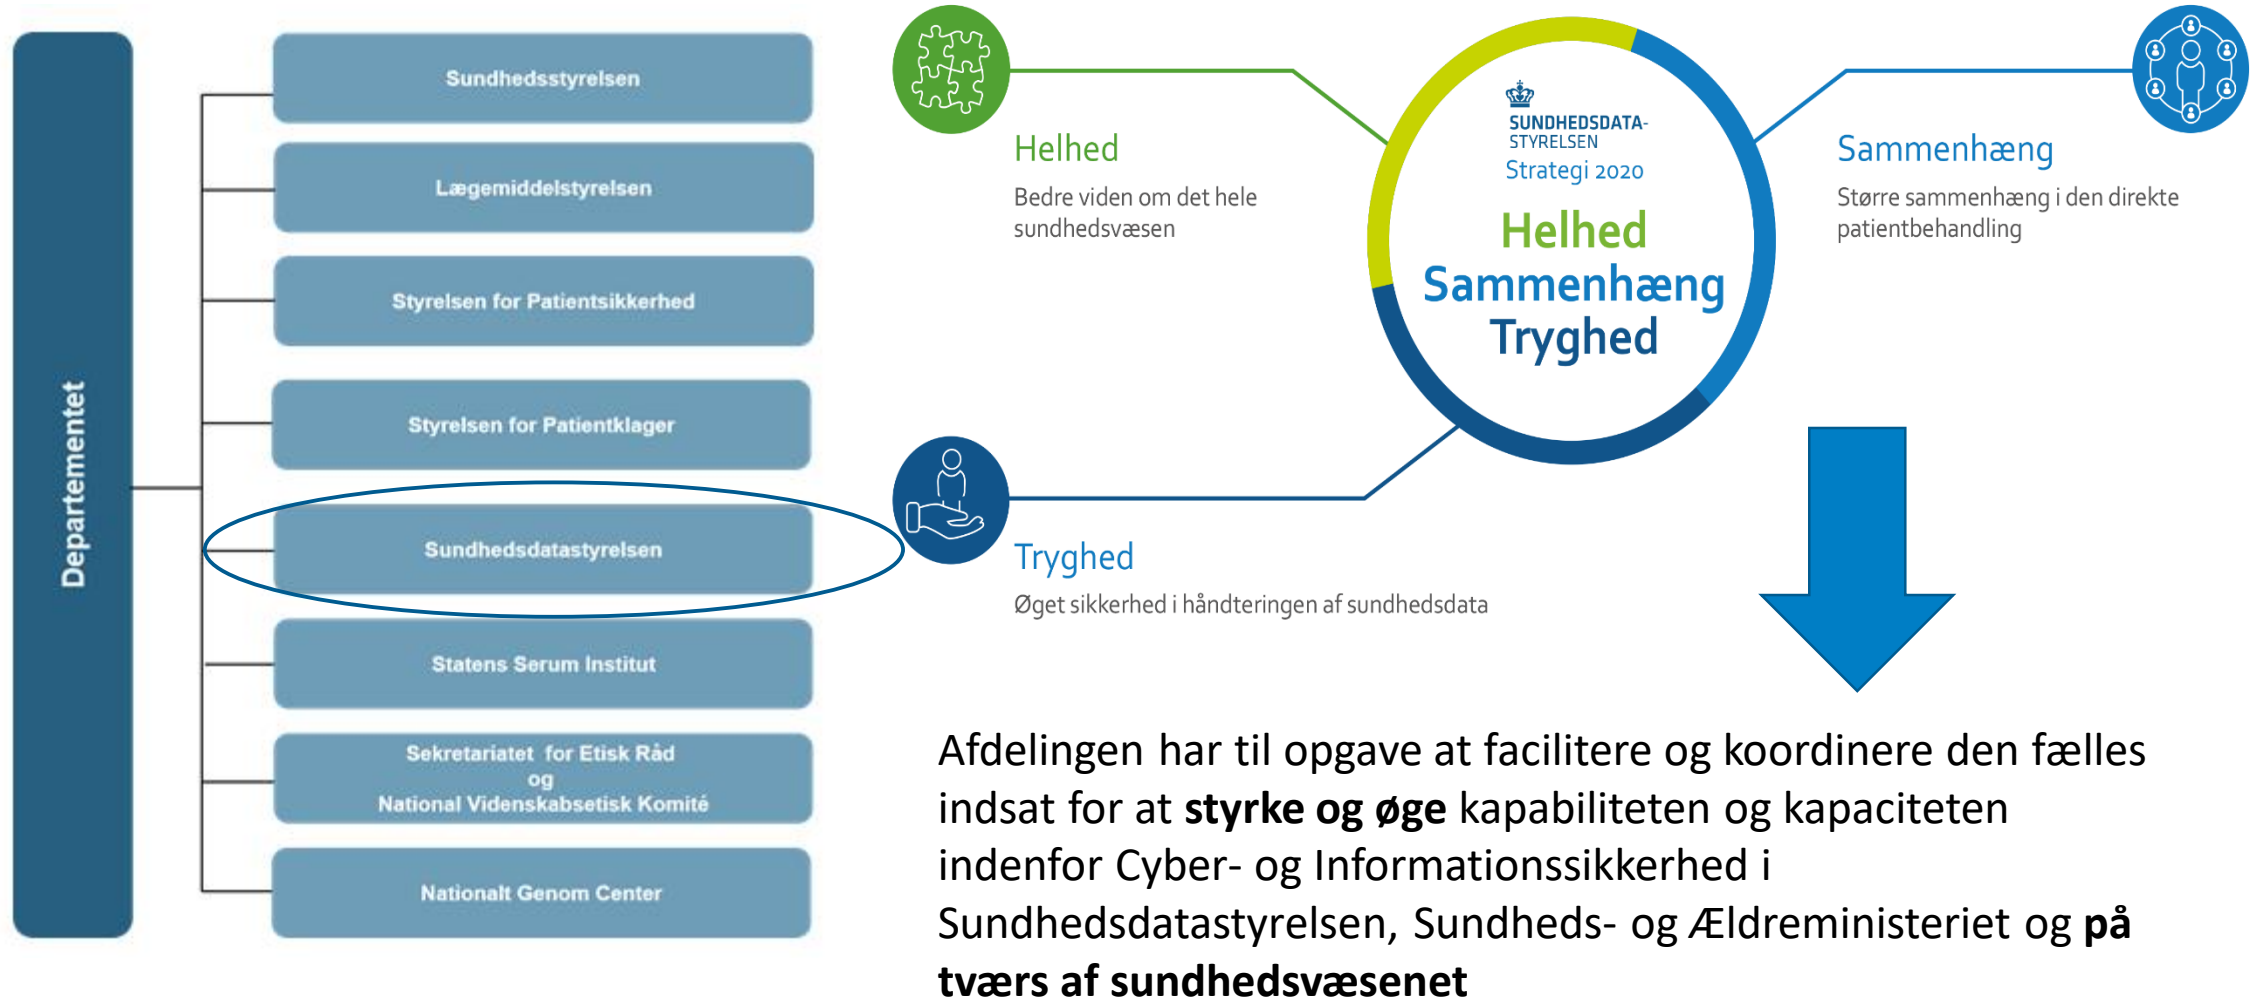 Departementet
Sundhedsstyrelsen
Lægemiddelstyrelsen
Styrelsen for Patientsikkerhed
Styrelsen for Patientklager
Sundhedsdatastyrelsen
Statens Serum Institut
Sekretariatet for Etisk Råd
og
National Videnskabsetisk Komité
Nationalt Genom Center
Helhed
Bedre viden om det hele
sundhedsvæsen
SUNDHEDSDATA-
STYRELSEN
Strategi 2020
Helhed
Sammenhæng
Tryghed
Sammenhæng
Større sammenhæng i den direkte
patientbehandling
Tryghed
Øget sikkerhed i håndteringen af sundhedsdata
Afdelingen har til opgave at facilitere og koordinere den fælles
indsat for at styrke og øge kapabiliteten og kapaciteten
indenfor Cyber- og Informationssikkerhed i
Sundhedsdatastyrelsen, Sundheds- og Ældreministeriet og på
tværs af sundhedsvæsenet